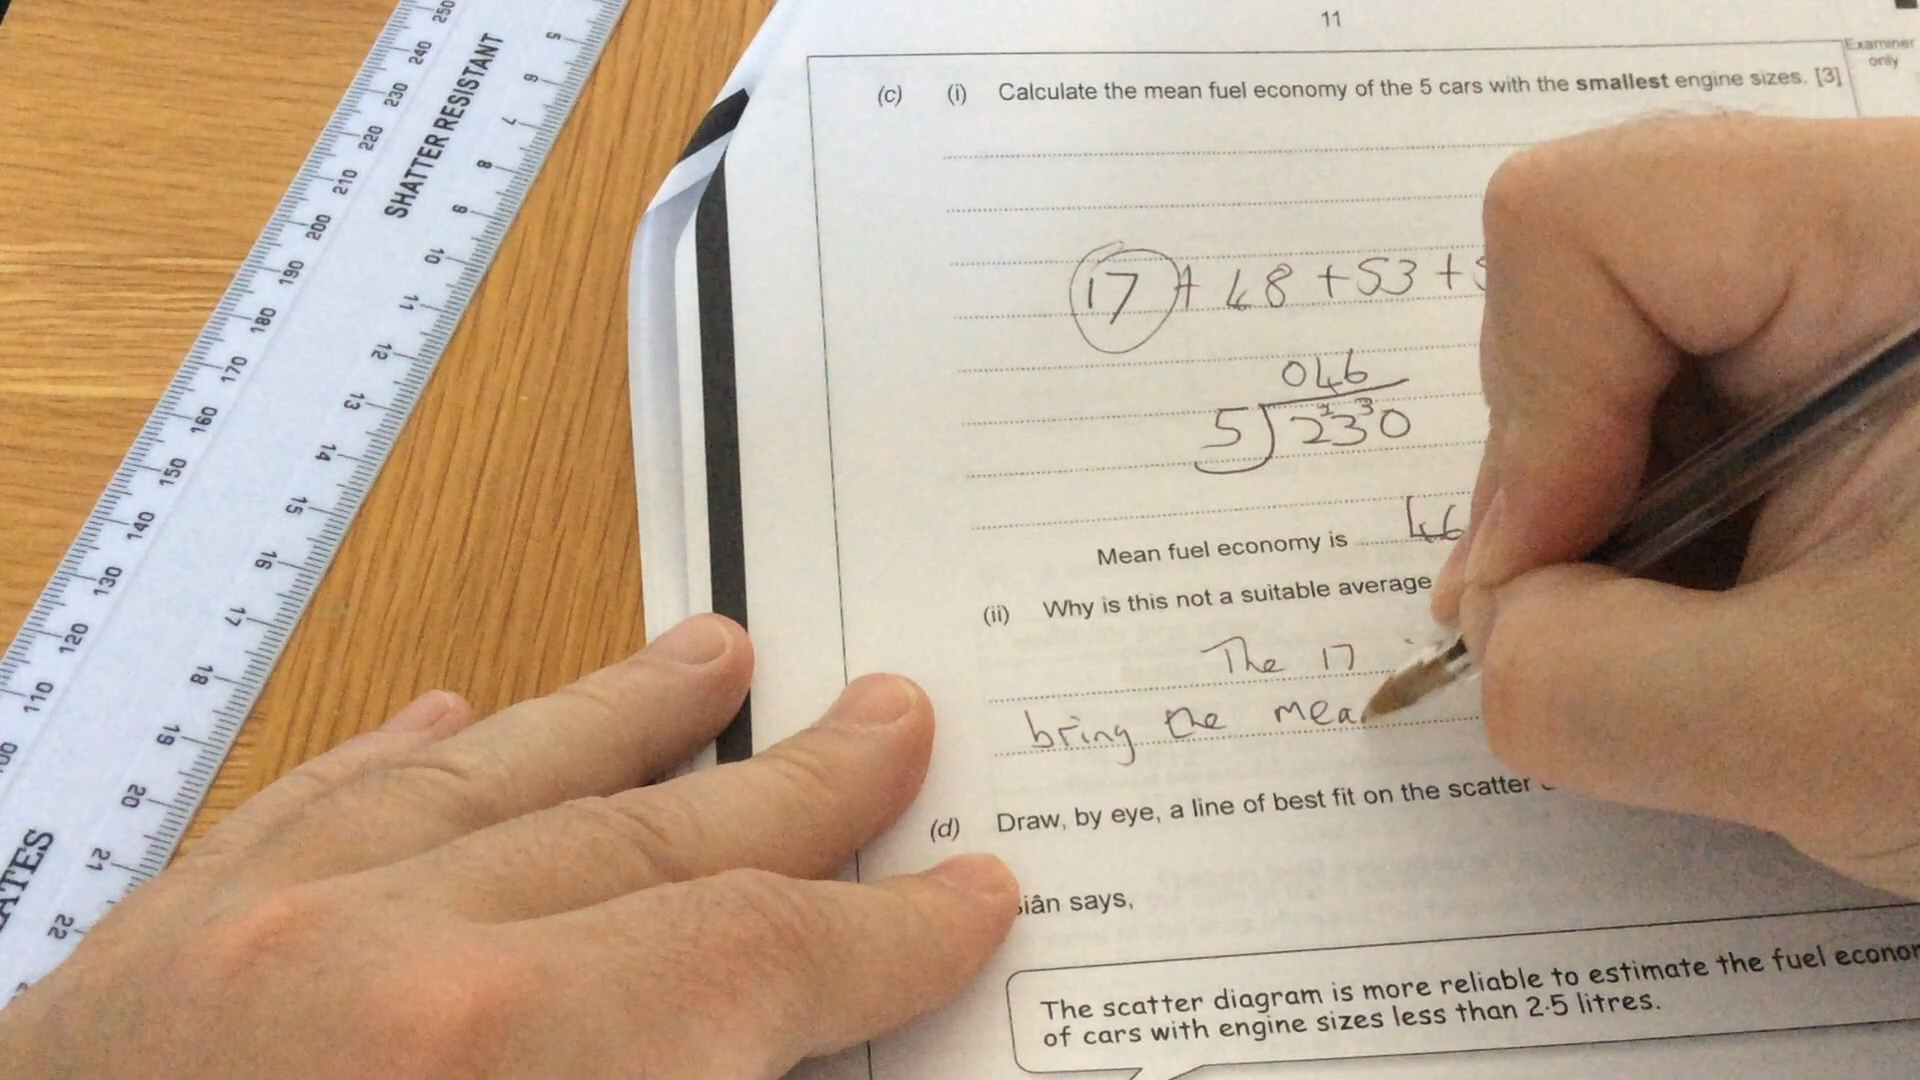 11
Examiner
only
(c) (i) Calculate the mean fuel economy of the 5 cars with the smallest engine sizes. [3]
17 + 48 + 53 +
046
5 230
Mean fuel economy is 46
(ii) Why is this not a suitable average
The 17
bring the mea
(d) Draw, by eye, a line of best fit on the scatter
iân says,
The scatter diagram is more reliable to estimate the fuel econo
of cars with engine sizes less than 2·5 litres.
SHATTER RESISTANT
250 240 230 220 210 200 190 180 170 160 150 140 130 120 110
5 6 7 8 9 10 11 12 13 14 15 16 17 18 19 20 21 22